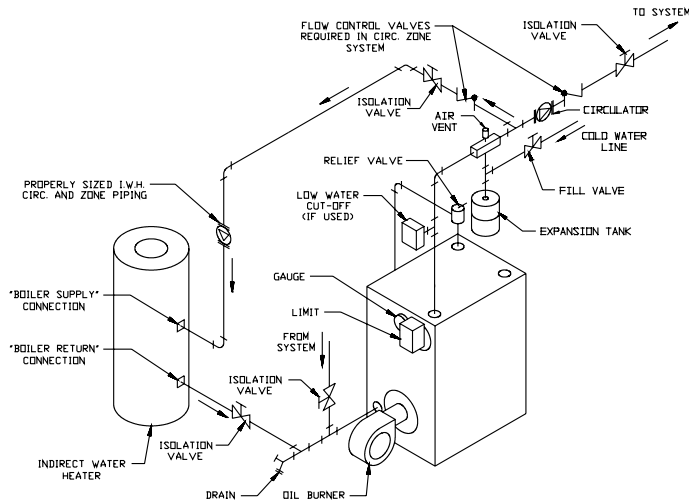 TO SYSTEM
FLOW CONTROL VALVES
REQUIRED IN CIRC. ZONE
SYSTEM
ISOLATION
VALVE
ISOLATION
VALVE
AIR
VENT
CIRCULATOR
COLD WATER
LINE
RELIEF VALVE
FILL VALVE
PROPERLY SIZED I.W.H.
CIRC. AND ZONE PIPING
LOW WATER
CUT-OFF
(IF USED)
EXPANSION TANK
GAUGE
"BOILER SUPPLY"
CONNECTION
LIMIT
FROM
SYSTEM
"BOILER RETURN"
CONNECTION
ISOLATION
VALVE
ISOLATION
VALVE
INDIRECT WATER
HEATER
DRAIN
OIL BURNER